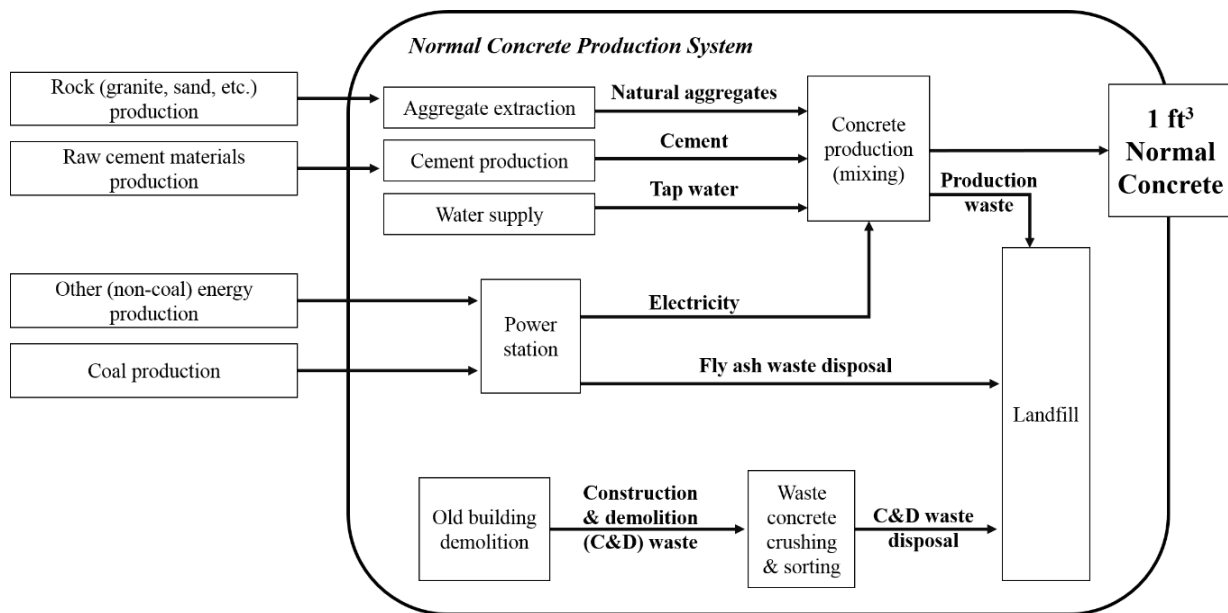 Normal Concrete Production System
Rock (granite, sand, etc.)
production
Aggregate extraction
Natural aggregates
Raw cement materials
production
Cement production
Cement
Water supply
Tap water
Concrete
production
(mixing)
Production
waste
1 ft³
Normal
Concrete
Other (non-coal) energy
production
Coal production
Power
station
Electricity
Fly ash waste disposal
Landfill
Old building
demolition
Construction
& demolition
(C&D) waste
Waste
concrete
crushing
& sorting
C&D waste
disposal